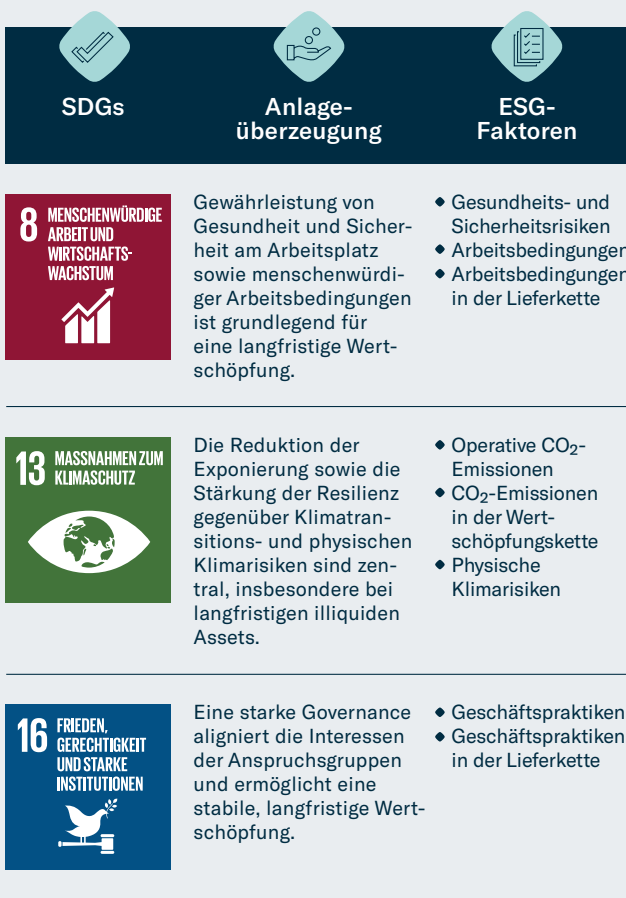 SDGs
Anlage-
überzeugung
ESG-
Faktoren
8 MENSCHENWÜRDIGE
ARBEIT UND
WIRTSCHAFTS-
WACHSTUM
Gewährleistung von
Gesundheit und Sicher-
heit am Arbeitsplatz
sowie menschenwürdi-
ger Arbeitsbedingungen
ist grundlegend für
eine langfristige Wert-
schöpfung.
Gesundheits- und
Sicherheitsrisiken
Arbeitsbedingungen
Arbeitsbedingungen
in der Lieferkette
13 MASSNAHMEN ZUM
KLIMASCHUTZ
Die Reduktion der
Exponierung sowie die
Stärkung der Resilienz
gegenüber Klimatran-
sitions- und physischen
Klimarisiken sind zen-
tral, insbesondere bei
langfristigen illiquiden
Assets.
Operative CO₂-
Emissionen
CO₂-Emissionen
in der Wert-
schöpfungskette
Physische
Klimarisiken
16 FRIEDEN,
GERECHTIGKEIT
UND STARKE
INSTITUTIONEN
Eine starke Governance
aligniert die Interessen
der Anspruchsgruppen
und ermöglicht eine
stabile, langfristige Wert-
schöpfung.
Geschäftspraktiken
Geschäftspraktiken
in der Lieferkette